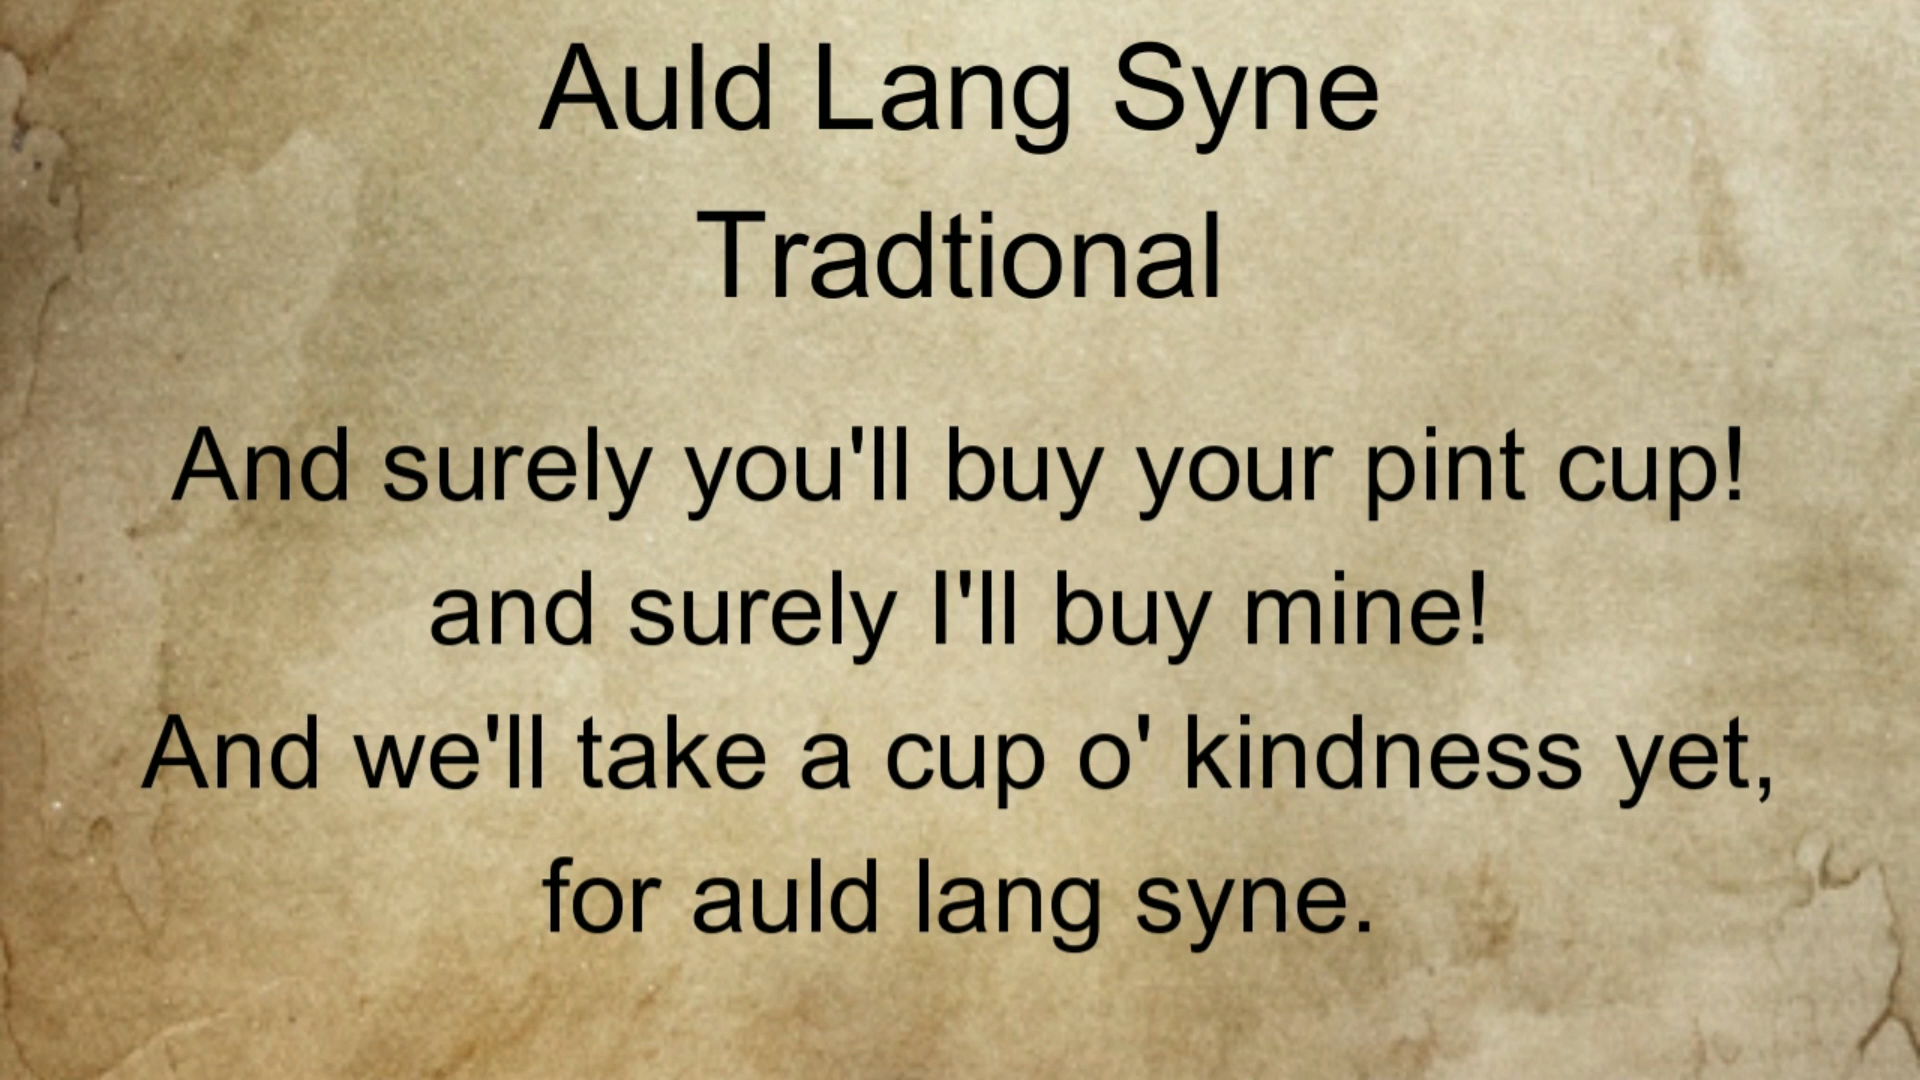 Auld Lang Syne
Tradtional
And surely you'll buy your pint cup!
and surely I'll buy mine!
And we'll take a cup o' kindness yet,
for auld lang syne.